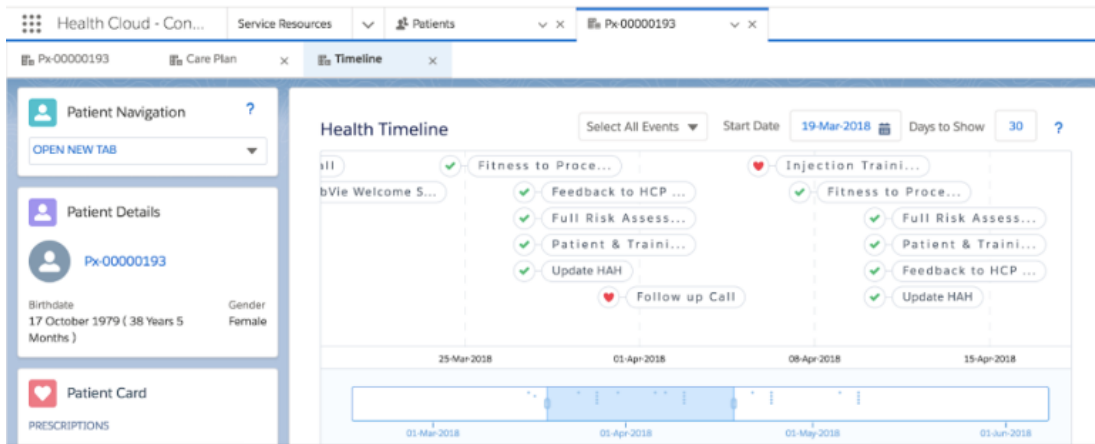 Health Cloud - Con...
Service Resources
Patients
Px-00000193
Px-00000193
Care Plan
Timeline
Patient Navigation
?
OPEN NEW TAB
Patient Details
Px-00000193
Birthdate
Gender
17 October 1979 ( 38 Years 5
Female
Months )
Patient Card
PRESCRIPTIONS
Health Timeline
Select All Events
Start Date
19-Mar-2018
Days to Show
30
?
all
Fitness to Proce...
Injection Traini...
bVie Welcome S...
Feedback to HCP ...
Fitness to Proce...
Full Risk Assess...
Full Risk Assess...
Patient & Traini...
Patient & Traini...
Update HAH
Feedback to HCP ...
Follow up Call
Update HAH
25-Mar-2018
01-Apr-2018
08-Apr-2018
15-Apr-2018
01-Mar-2018
01-Apr-2018
01-May-2018
01-Jun-2018